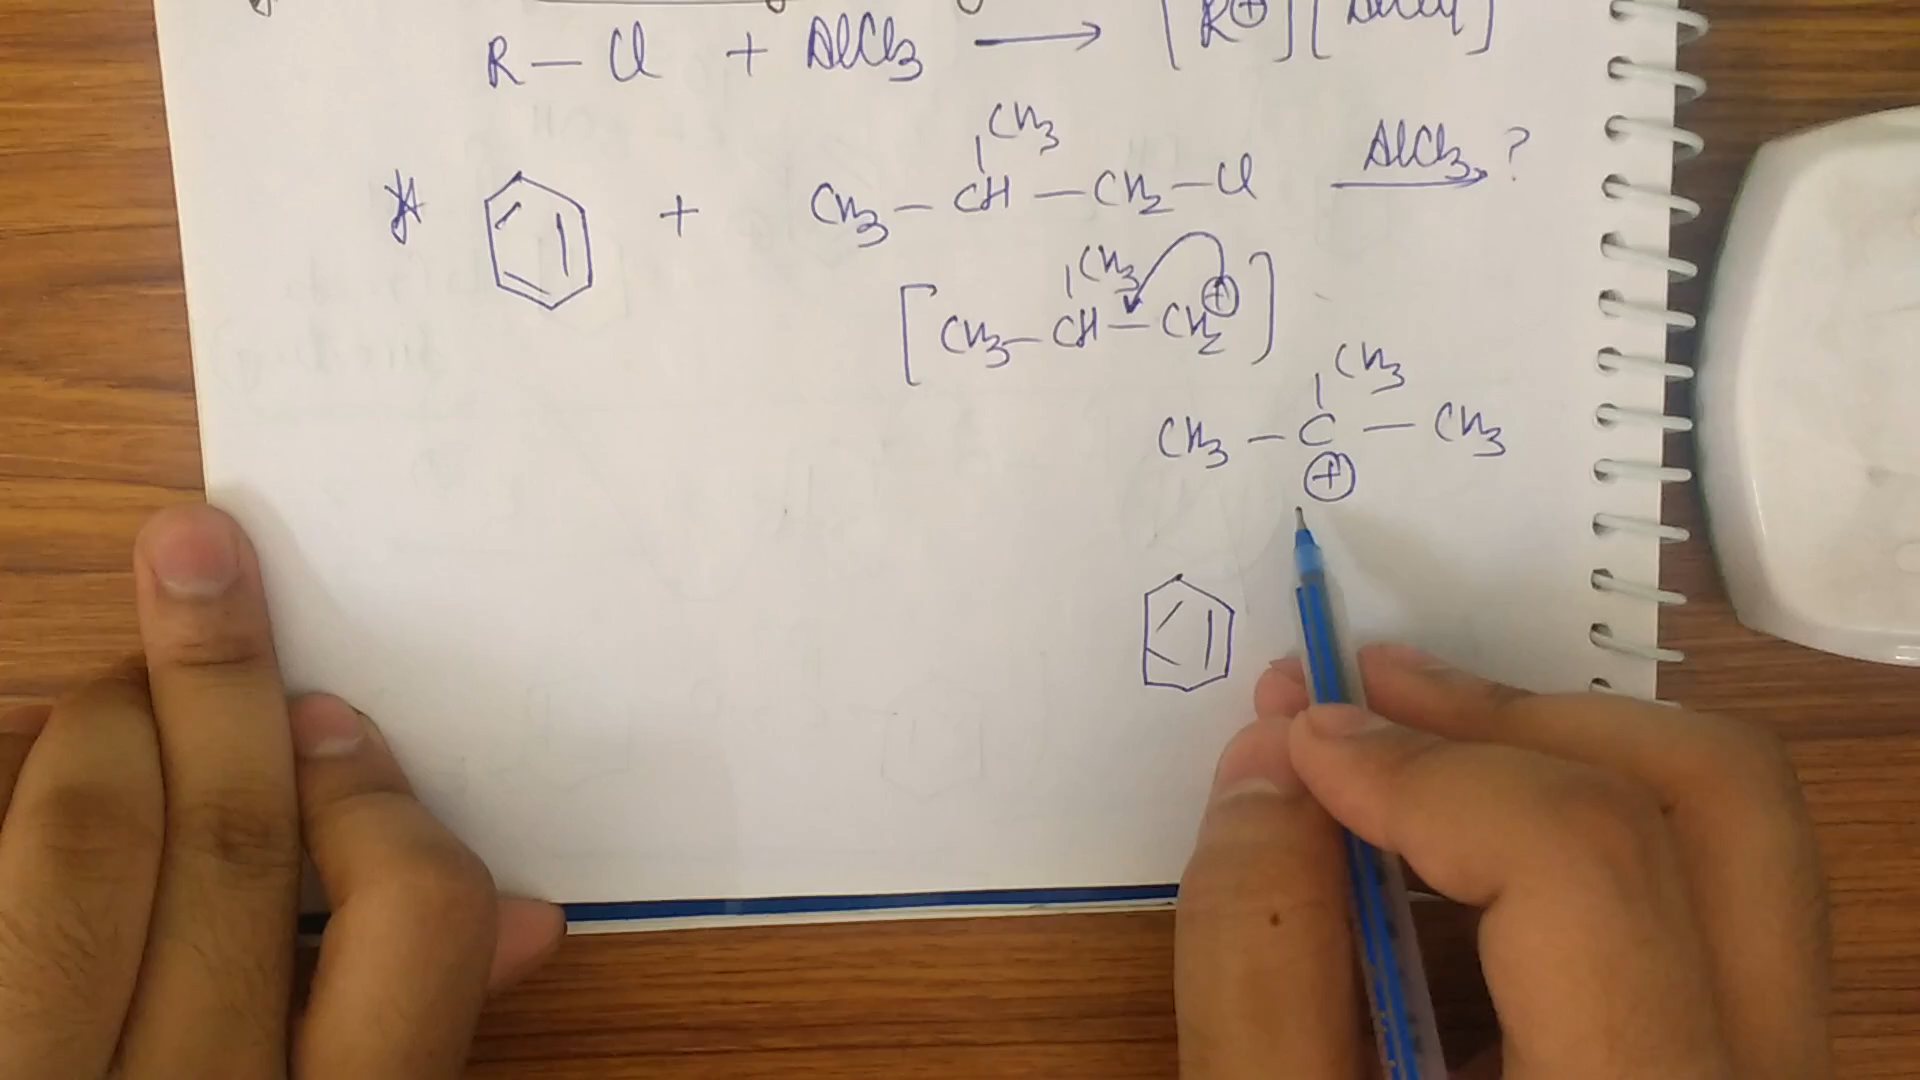 R — Cl + AlCl3 ⟶ [R⊕] [AlCl4]
CH3
* + CH3 — CH — CH2 — Cl AlCl3 ⟶ ?
CH3
[CH3 — CH — CH2 ⊕]
CH3
CH3 — C — CH3
⊕